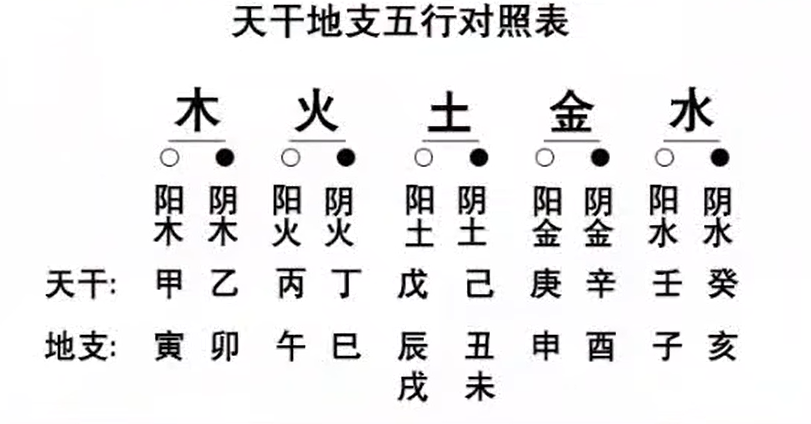 天干地支五行对照表
木 火 土 金 水
阳 阴 阳 阴 阳 阴 阳 阴 阳 阴
木 木 火 火 土 土 金 金 水 水
天干: 甲 乙 丙 丁 戊 己 庚 辛 壬 癸
地支: 寅 卯 午 巳 辰 丑 申 酉 子 亥
戌 未